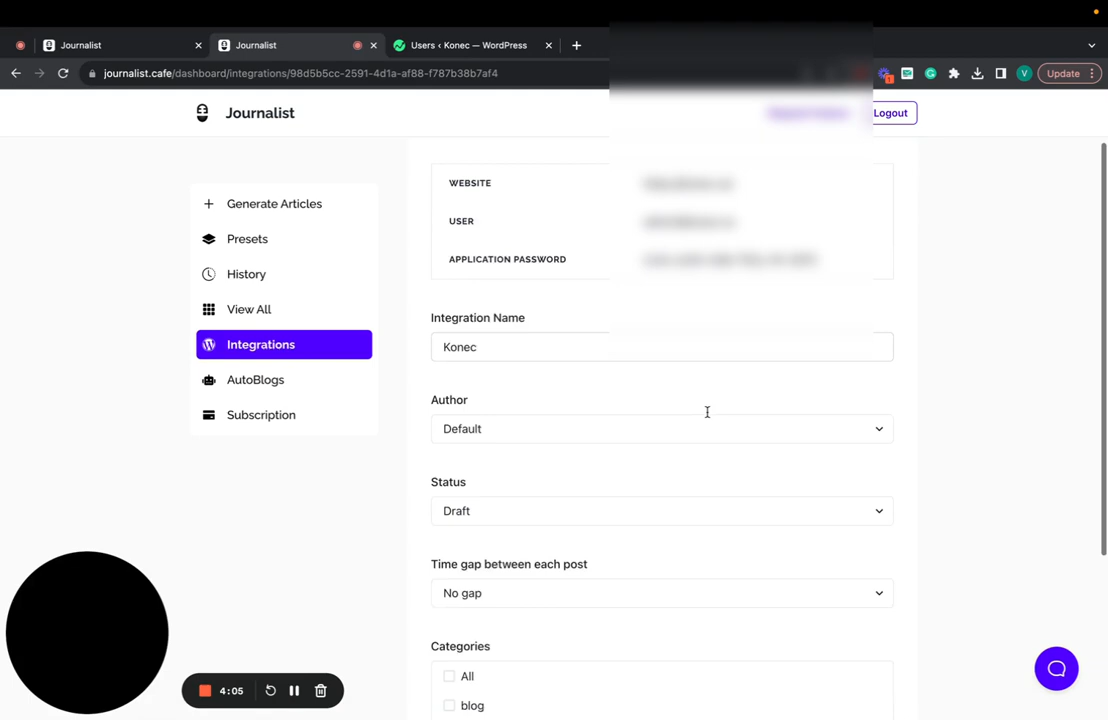 Journalist
Journalist
Users ‹ Konec — WordPress
journalist.cafe/dashboard/integrations/98d5b5cc-2591-4d1a-af88-f787b38b7af4
1
V
Update
Journalist
Logout
Generate Articles
Presets
History
View All
Integrations
AutoBlogs
Subscription
WEBSITE
USER
APPLICATION PASSWORD
Integration Name
Konec
Author
Default
Status
Draft
Time gap between each post
No gap
Categories
All
blog
4:05